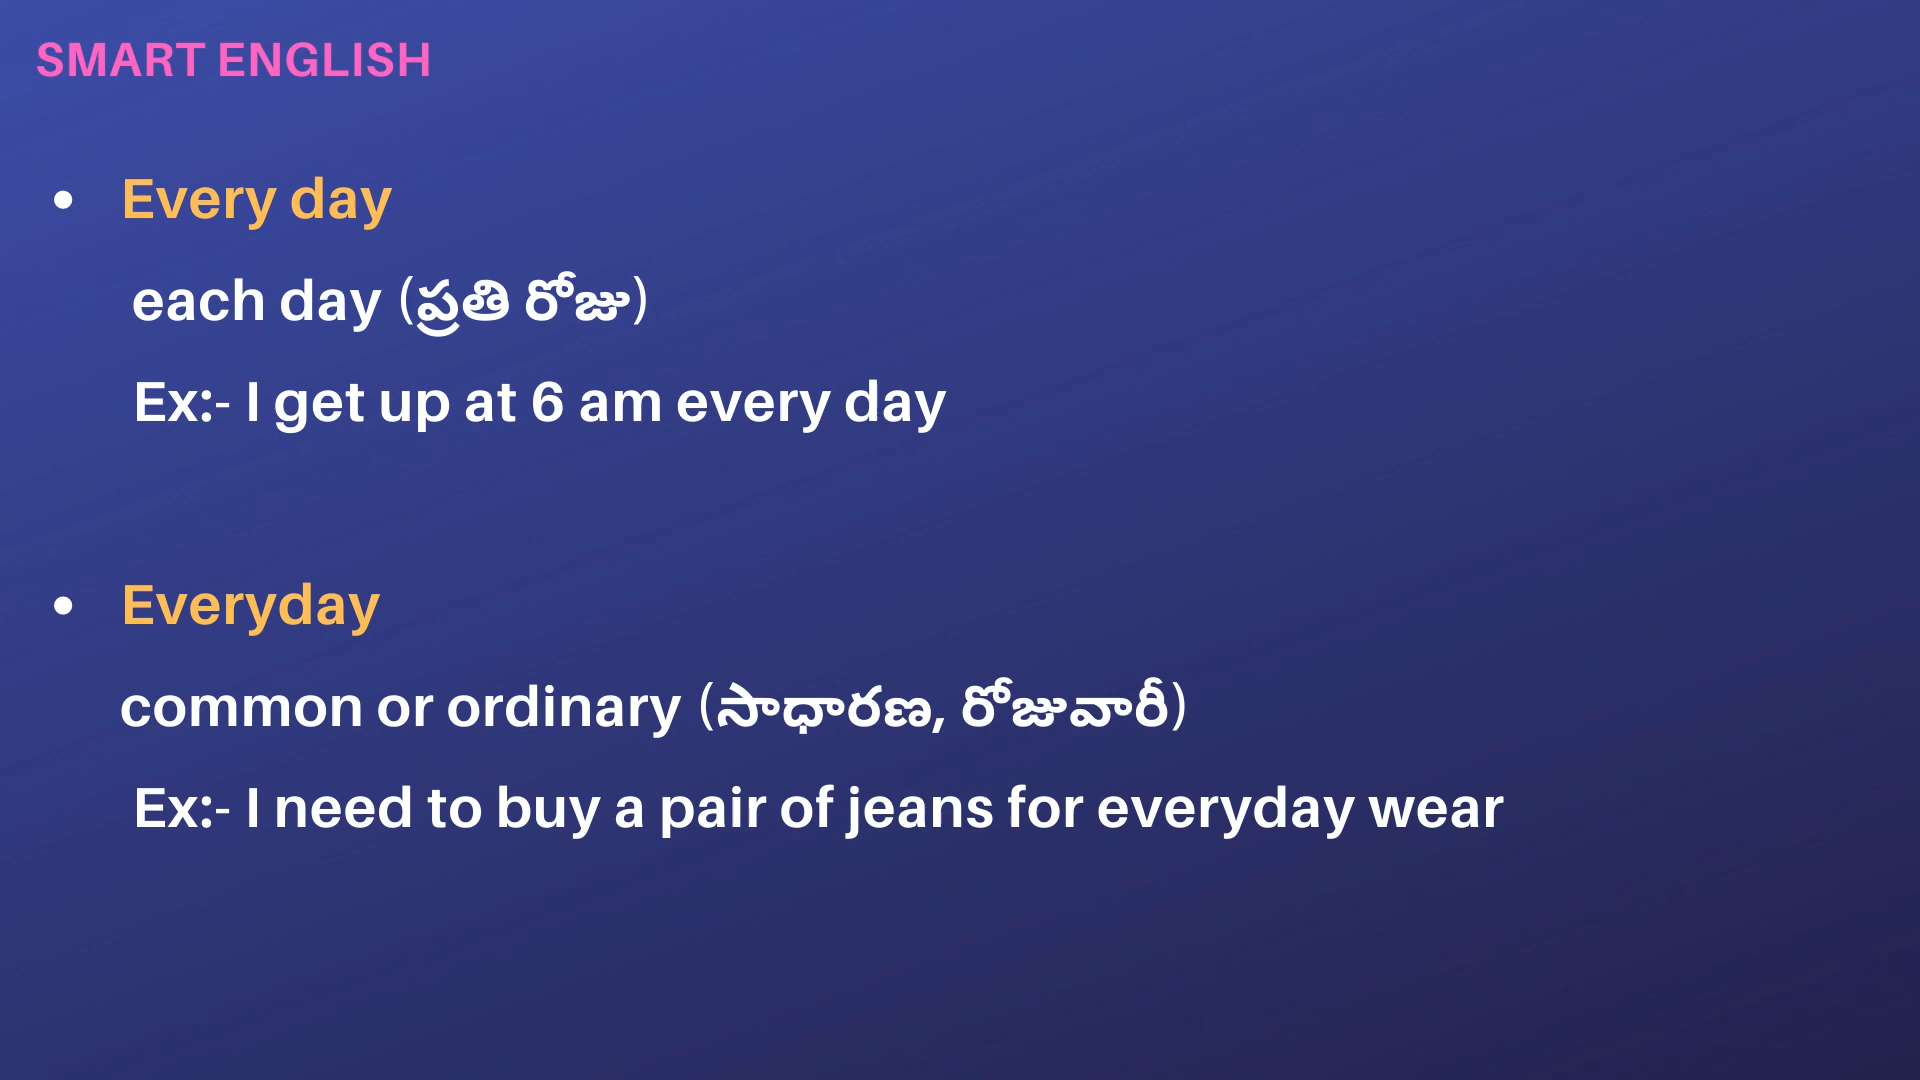 SMART ENGLISH
• Every day
each day (ప్రతి రోజు)
Ex:- I get up at 6 am every day
• Everyday
common or ordinary (సాధారణ, రోజువారీ)
Ex:- I need to buy a pair of jeans for everyday wear